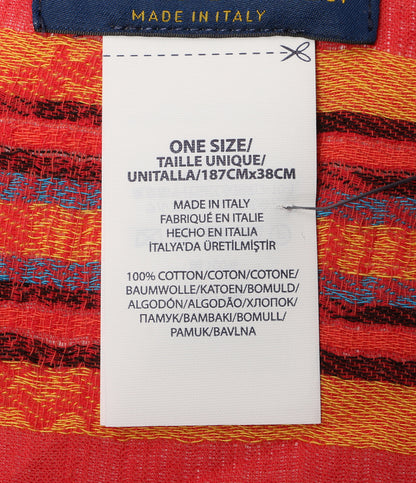 MADE IN ITALY
ONE SIZE/
TAILLE UNIQUE/
UNITALLA/187CMx38CM
MADE IN ITALY
FABRIQUÉ EN ITALIE
HECHO EN ITALIA
İTALYA'DA ÜRETİLMİŞTİR
100% COTTON/COTON/COTONE/
BAUMWOLLE/KATOEN/BOMULD/
ALGODÓN/ALGODÃO/ХЛОПОК/
ПАМУК/BAMBAKI/BOMULL/
PAMUK/BAVLNA